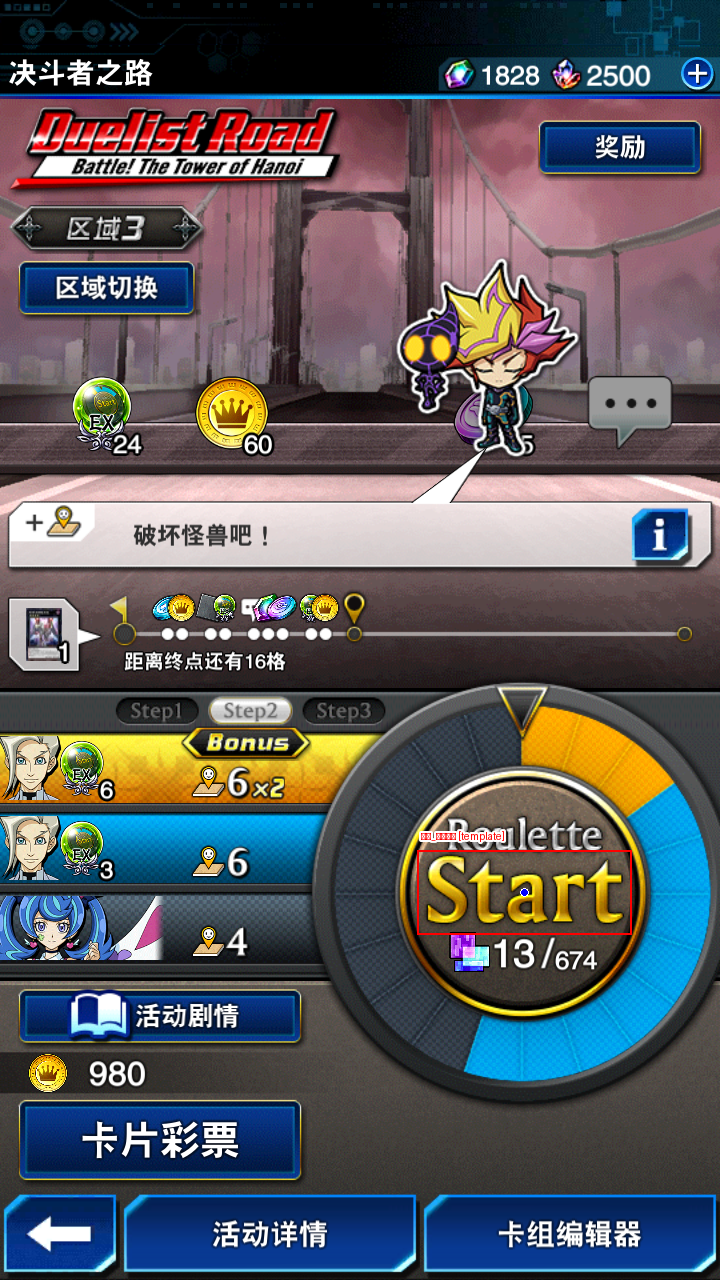 决斗者之路
1828
2500
Duelist Road
Battle! The Tower of Hanoi
奖励
区域3
区域切换
Start
EX
24
60
5
破坏怪兽吧！
i
1
距离终点还有16格
Step1
Step2
Step3
Bonus
EX
6
6×2
EX
3
6
4
[template]
Roulette
Start
13/674
活动剧情
980
卡片彩票
活动详情
卡组编辑器